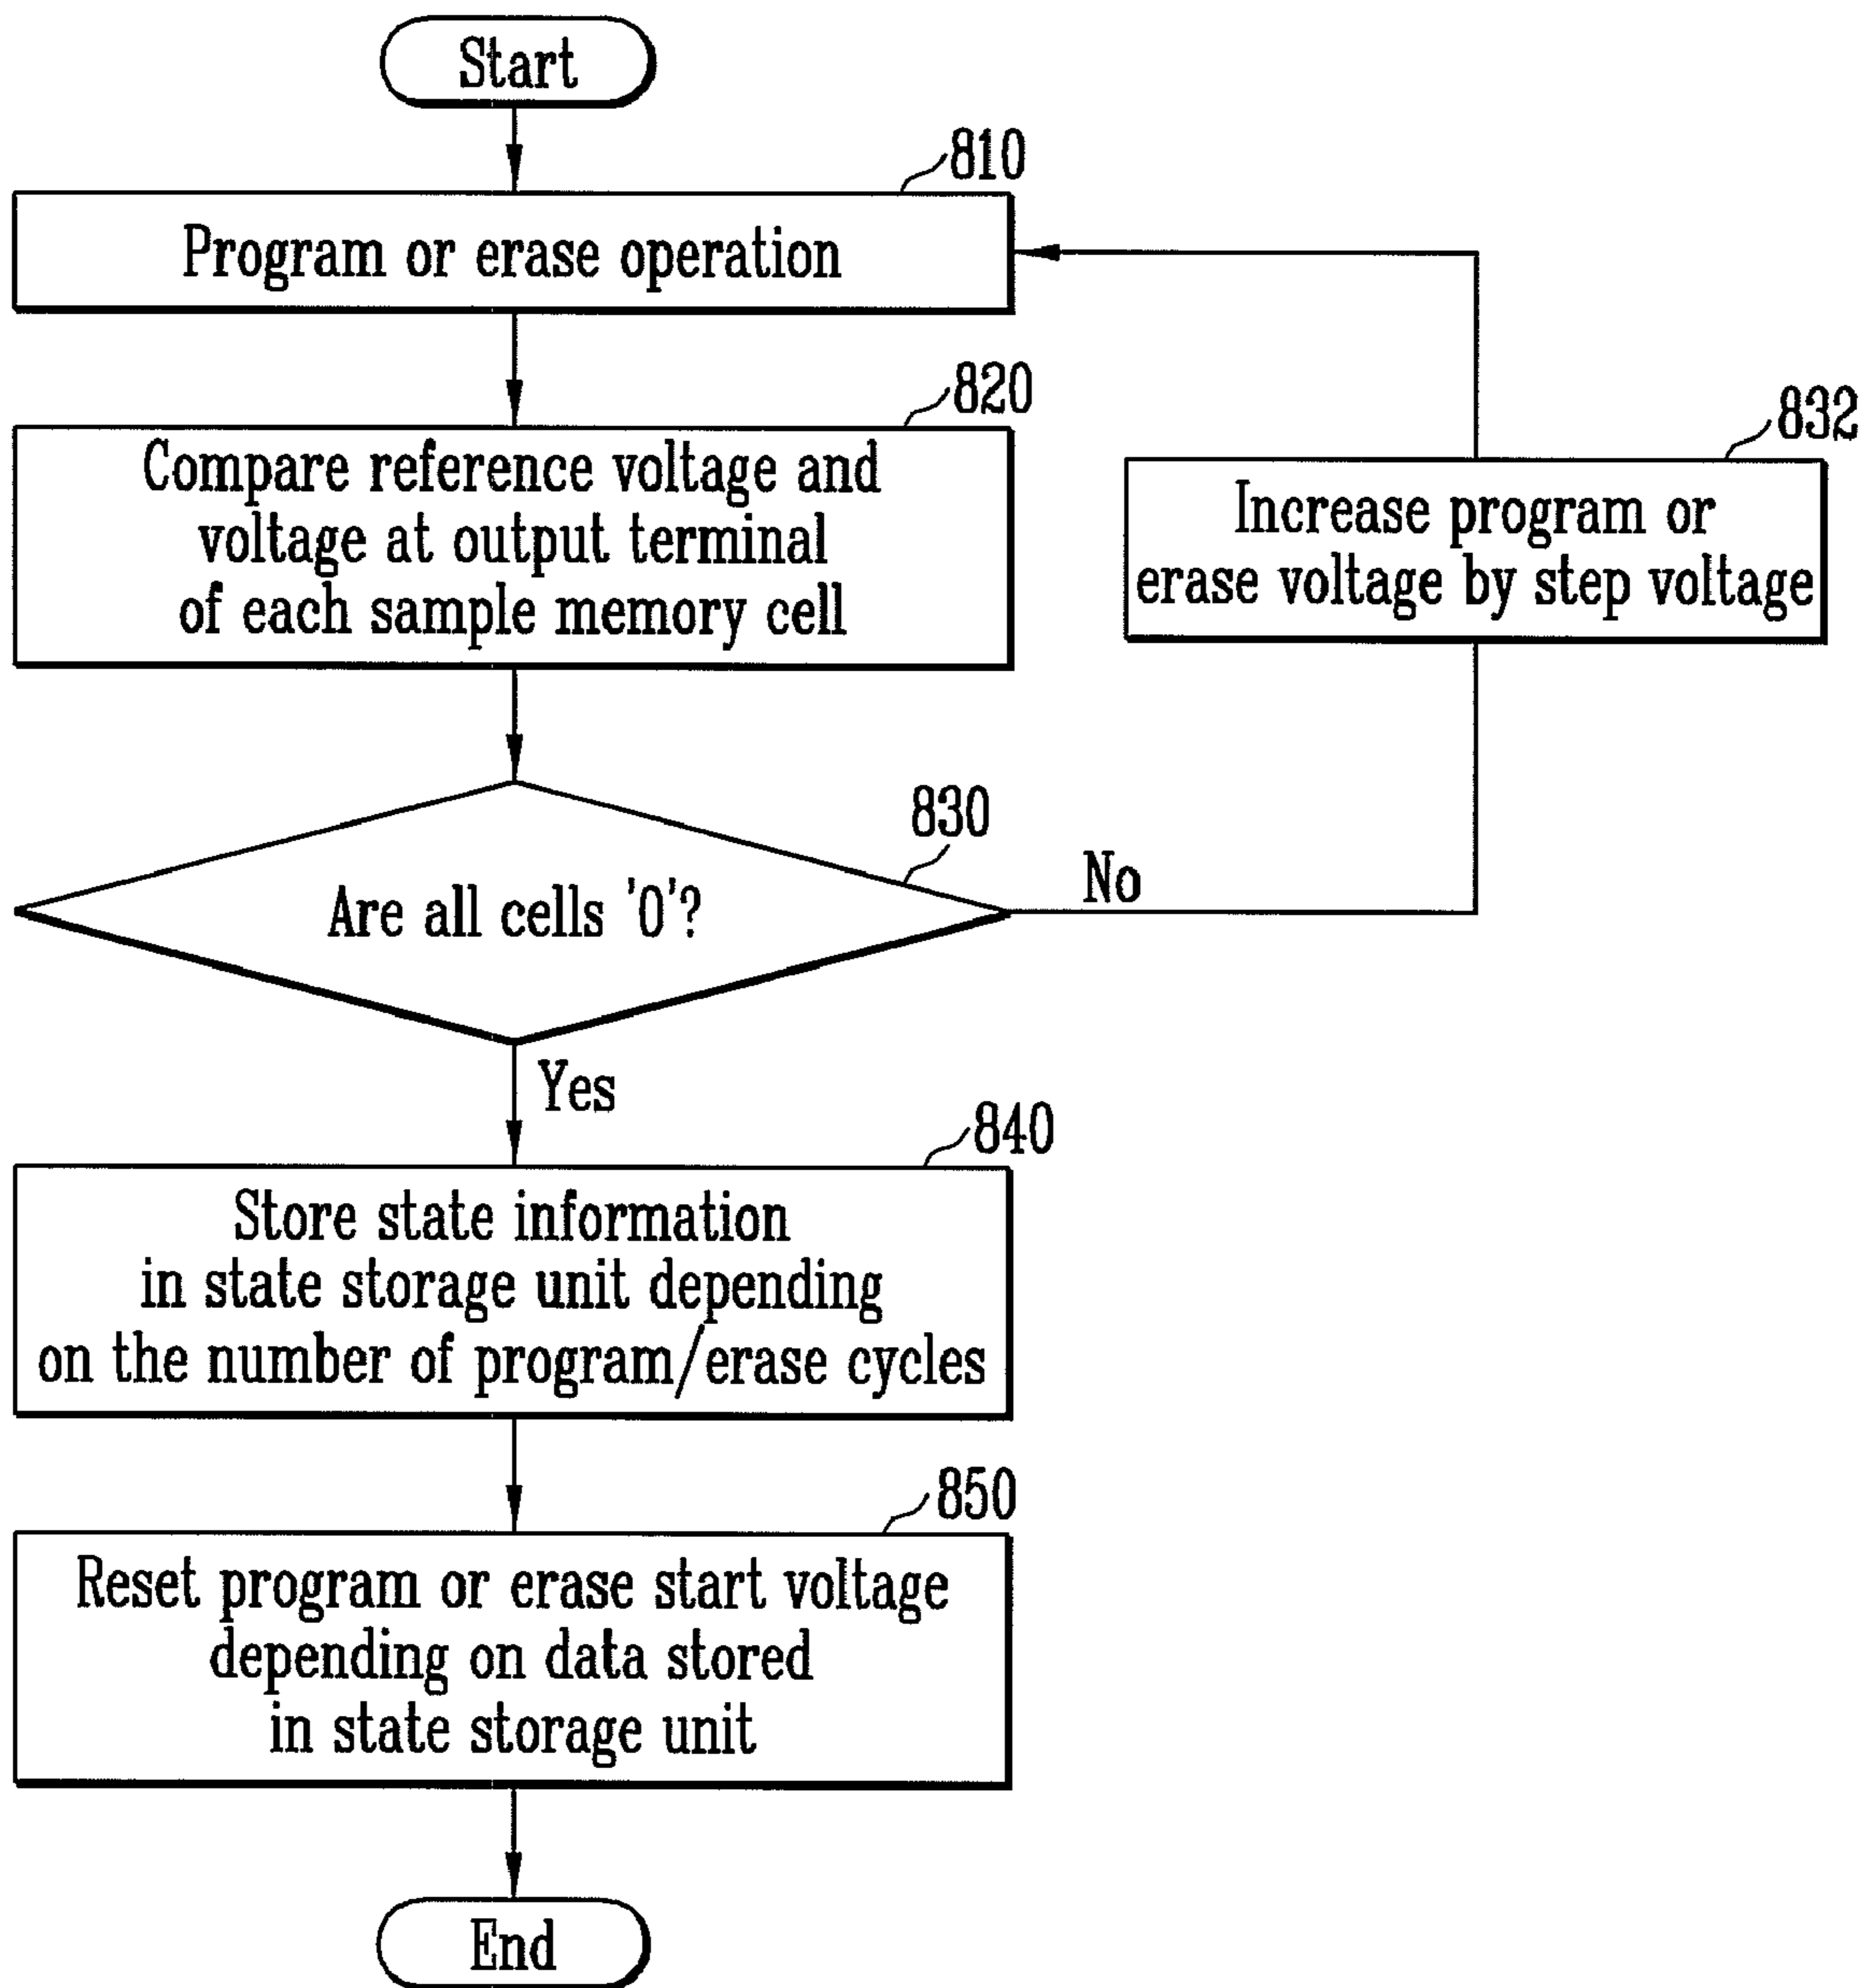 Start
810
Program or erase operation
820
Compare reference voltage and
voltage at output terminal
of each sample memory cell
832
Increase program or
erase voltage by step voltage
830
Are all cells '0'?
No
Yes
840
Store state information
in state storage unit depending
on the number of program/erase cycles
850
Reset program or erase start voltage
depending on data stored
in state storage unit
End